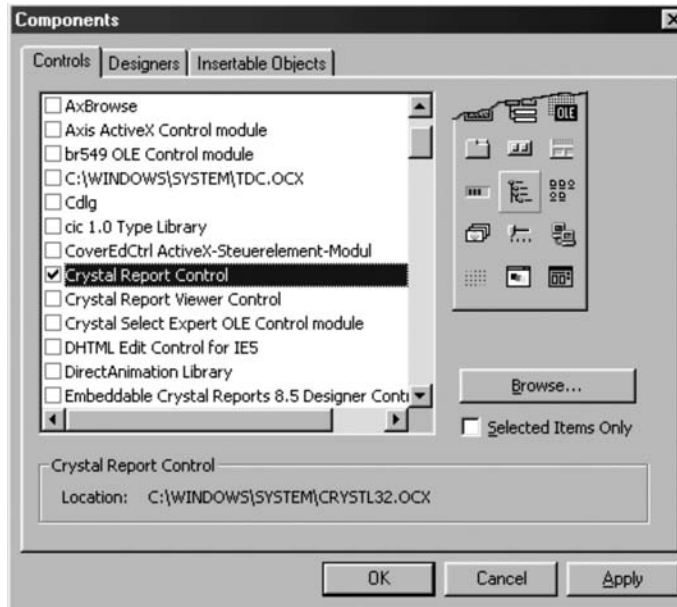 Components
Controls Designers Insertable Objects
AxBrowse
Axis ActiveX Control module
br549 OLE Control module
C:\WINDOWS\SYSTEM\TDC.OCX
Cdlg
cic 1.0 Type Library
CoverEdCtrl ActiveX-Steuerelement-Modul
Crystal Report Control
Crystal Report Viewer Control
Crystal Select Expert OLE Control module
DHTML Edit Control for IE5
DirectAnimation Library
Embeddable Crystal Reports 8.5 Designer Contr
OLE
Browse...
Selected Items Only
Crystal Report Control
Location: C:\WINDOWS\SYSTEM\CRYSTL32.OCX
OK Cancel Apply